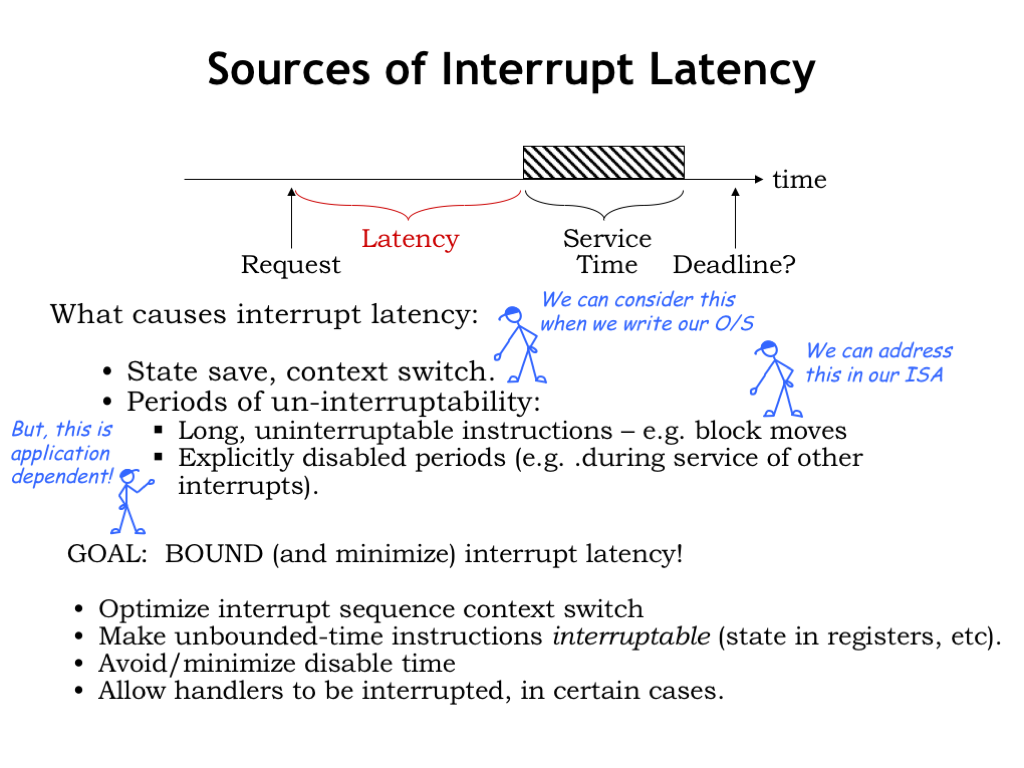 Sources of Interrupt Latency
time
Latency
Service
Time
Request
Deadline?
What causes interrupt latency:
We can consider this
when we write our O/S
• State save, context switch.
We can address
this in our ISA
• Periods of un-interruptability:
▪ Long, uninterruptable instructions – e.g. block moves
But, this is
application
dependent!
▪ Explicitly disabled periods (e.g. .during service of other
interrupts).
GOAL: BOUND (and minimize) interrupt latency!
• Optimize interrupt sequence context switch
• Make unbounded-time instructions interruptable (state in registers, etc).
• Avoid/minimize disable time
• Allow handlers to be interrupted, in certain cases.